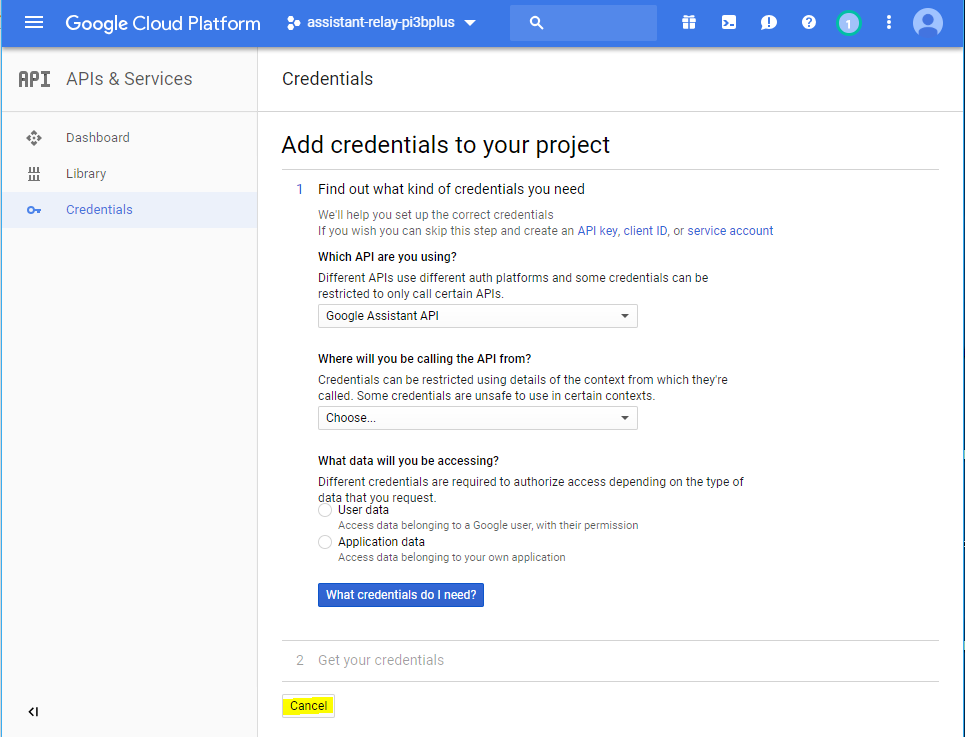 Google Cloud Platform
assistant-relay-pi3bplus
1
API
APIs & Services
Credentials
Dashboard
Library
Credentials
Add credentials to your project
1 Find out what kind of credentials you need
We'll help you set up the correct credentials
If you wish you can skip this step and create an API key, client ID, or service account
Which API are you using?
Different APIs use different auth platforms and some credentials can be
restricted to only call certain APIs.
Google Assistant API
Where will you be calling the API from?
Credentials can be restricted using details of the context from which they're
called. Some credentials are unsafe to use in certain contexts.
Choose...
What data will you be accessing?
Different credentials are required to authorize access depending on the type of
data that you request.
User data
Access data belonging to a Google user, with their permission
Application data
Access data belonging to your own application
What credentials do I need?
2 Get your credentials
Cancel